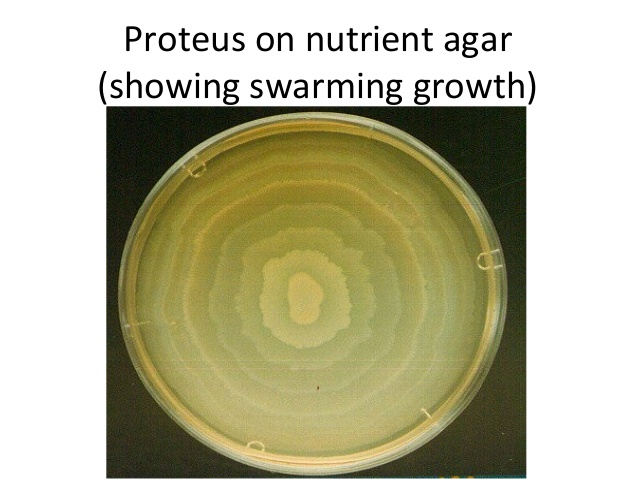 Proteus on nutrient agar
(showing swarming growth)